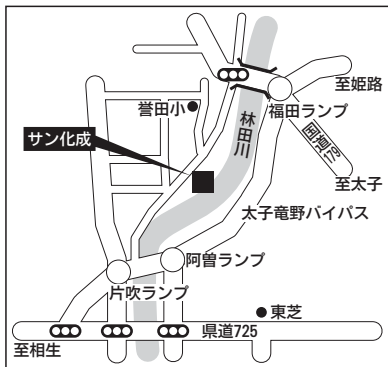 至姫路
誉田小
福田ランプ
サン化成
林田川
国道179
至太子
太子竜野バイパス
阿曽ランプ
片吹ランプ
東芝
県道725
至相生